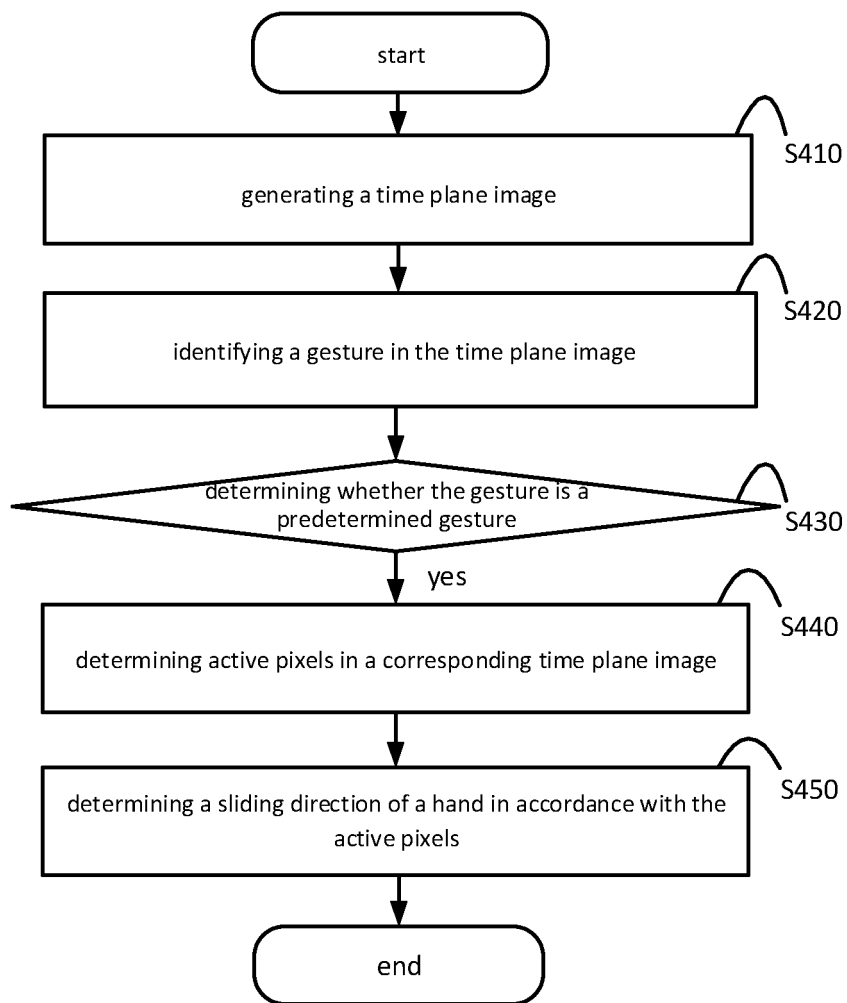 start
S410
generating a time plane image
S420
identifying a gesture in the time plane image
determining whether the gesture is a
predetermined gesture
S430
yes
S440
determining active pixels in a corresponding time plane image
S450
determining a sliding direction of a hand in accordance with the
active pixels
end